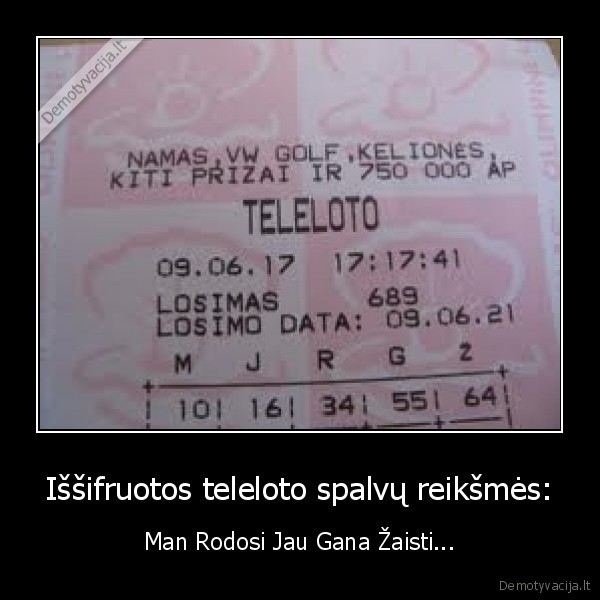 Demotyvacija.lt
NAMAS,VW GOLF,KELIONES,
KITI PRIZAI IR 750 000 AP
TELELOTO
09.06.17 17:17:41
LOSIMAS 689
LOSIMO DATA: 09.06.21
M J R G Z
10| 16| 34| 55| 64|
Iššifruotos teleloto spalvų reikšmės:
Man Rodosi Jau Gana Žaisti...
Demotyvacija.lt